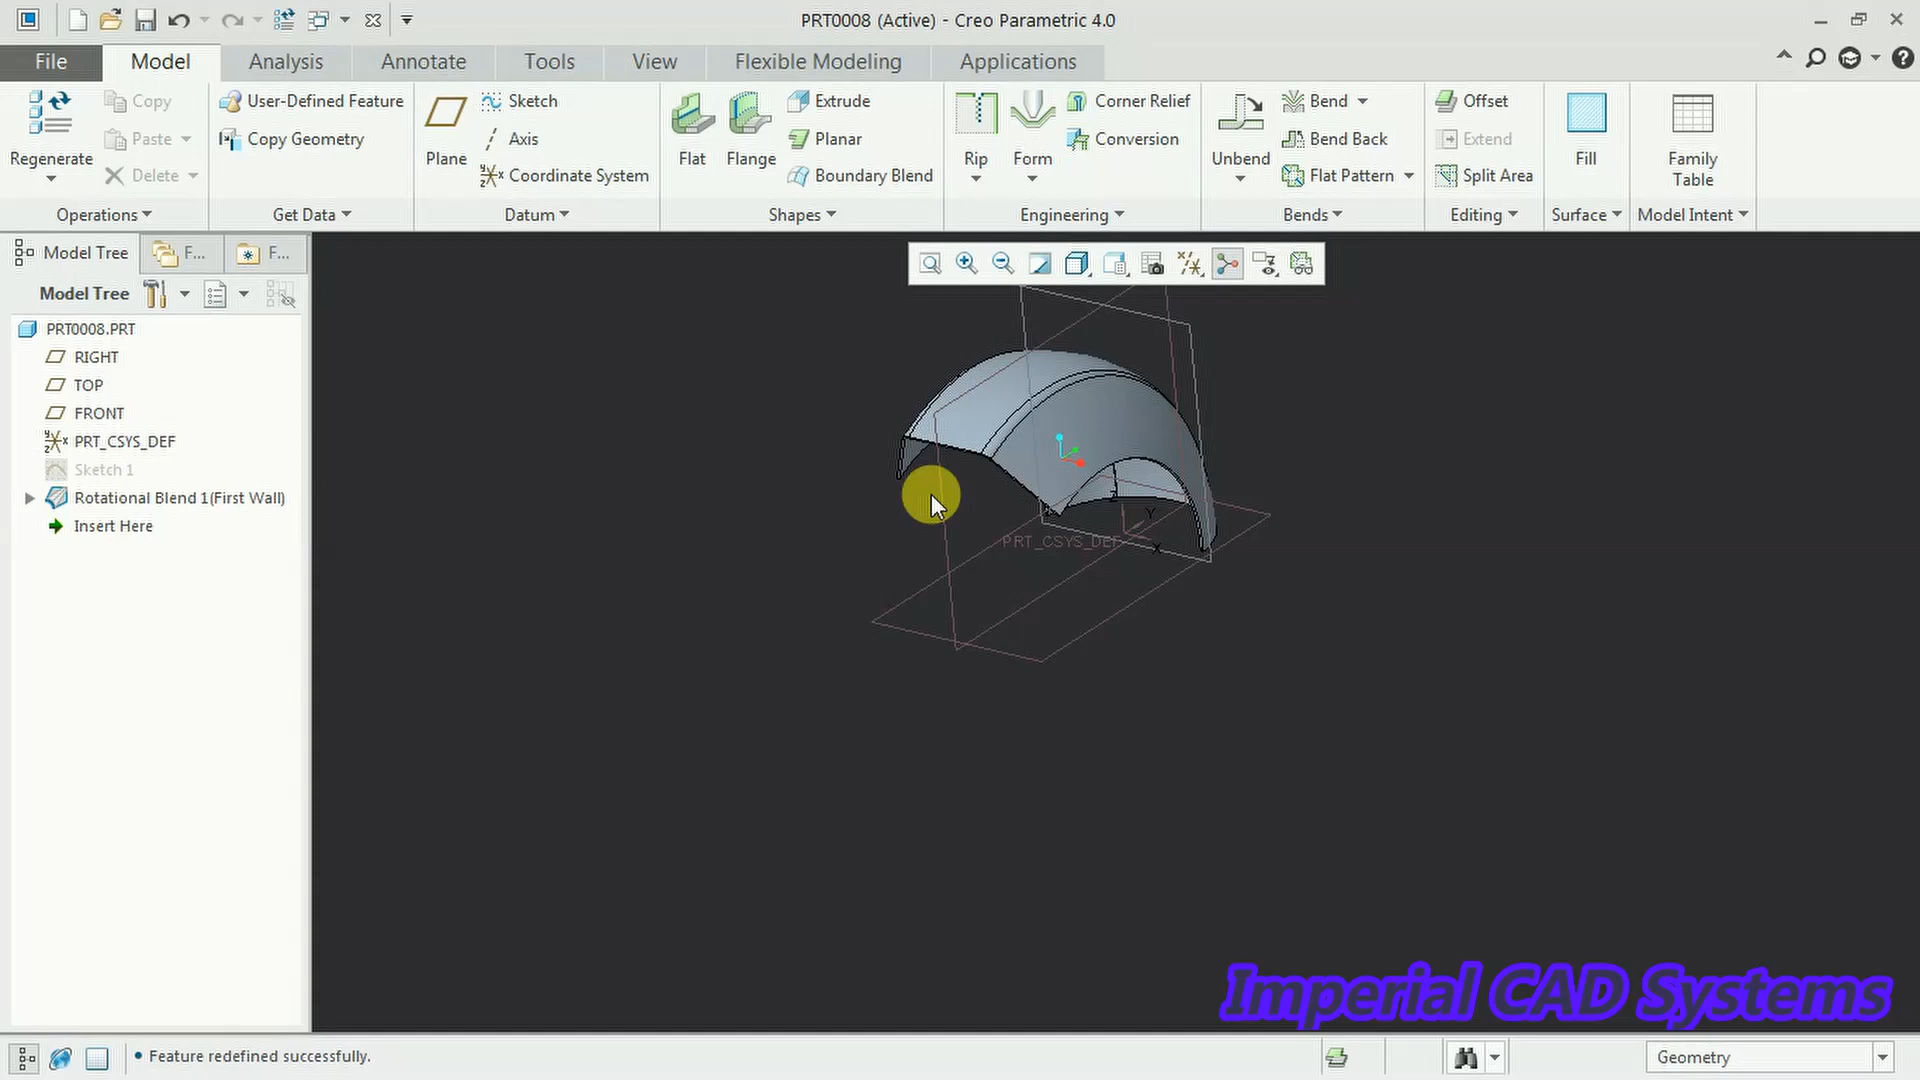 PRT0008 (Active) - Creo Parametric 4.0
File Model Analysis Annotate Tools View Flexible Modeling Applications
Regenerate Copy Paste Delete
User-Defined Feature
Copy Geometry
Plane Sketch Axis Coordinate System
Flat Flange Extrude Planar Boundary Blend
Rip Form Corner Relief Conversion
Unbend Bend Bend Back Flat Pattern
Offset Extend Split Area
Fill
Family Table
Operations Get Data Datum Shapes Engineering Bends Editing Surface Model Intent
Model Tree F... F...
Model Tree
PRT0008.PRT
RIGHT
TOP
FRONT
PRT_CSYS_DEF
Sketch 1
Rotational Blend 1(First Wall)
Insert Here
Z
Y
PRT_CSYS_DEF
X
Imperial CAD Systems
Feature redefined successfully.
Geometry